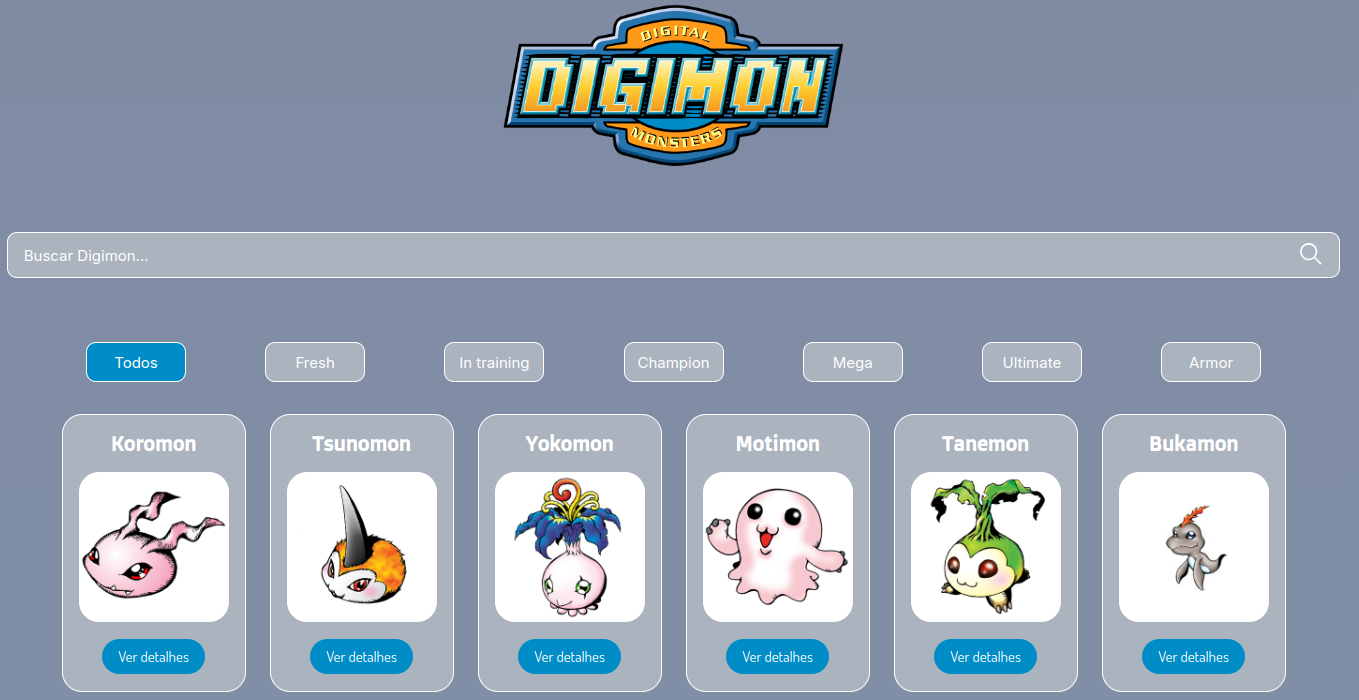 DIGITAL
DIGIMON
MONSTERS
Buscar Digimon...
Todos Fresh In training Champion Mega Ultimate Armor
Koromon Tsunomon Yokomon Motimon Tanemon Bukamon
Ver detalhes Ver detalhes Ver detalhes Ver detalhes Ver detalhes Ver detalhes